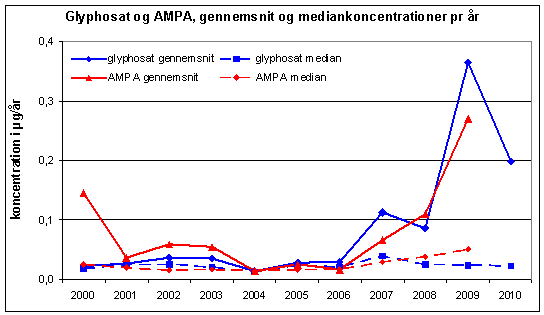 Glyphosat og AMPA, gennemsnit og mediankoncentrationer pr år
0,4
glyphosat gennemsnit glyphosat median
AMPA gennemsnit AMPA median
0,3
0,2
0,1
0,0
koncentration i µg/år
2000 2001 2002 2003 2004 2005 2006 2007 2008 2009 2010